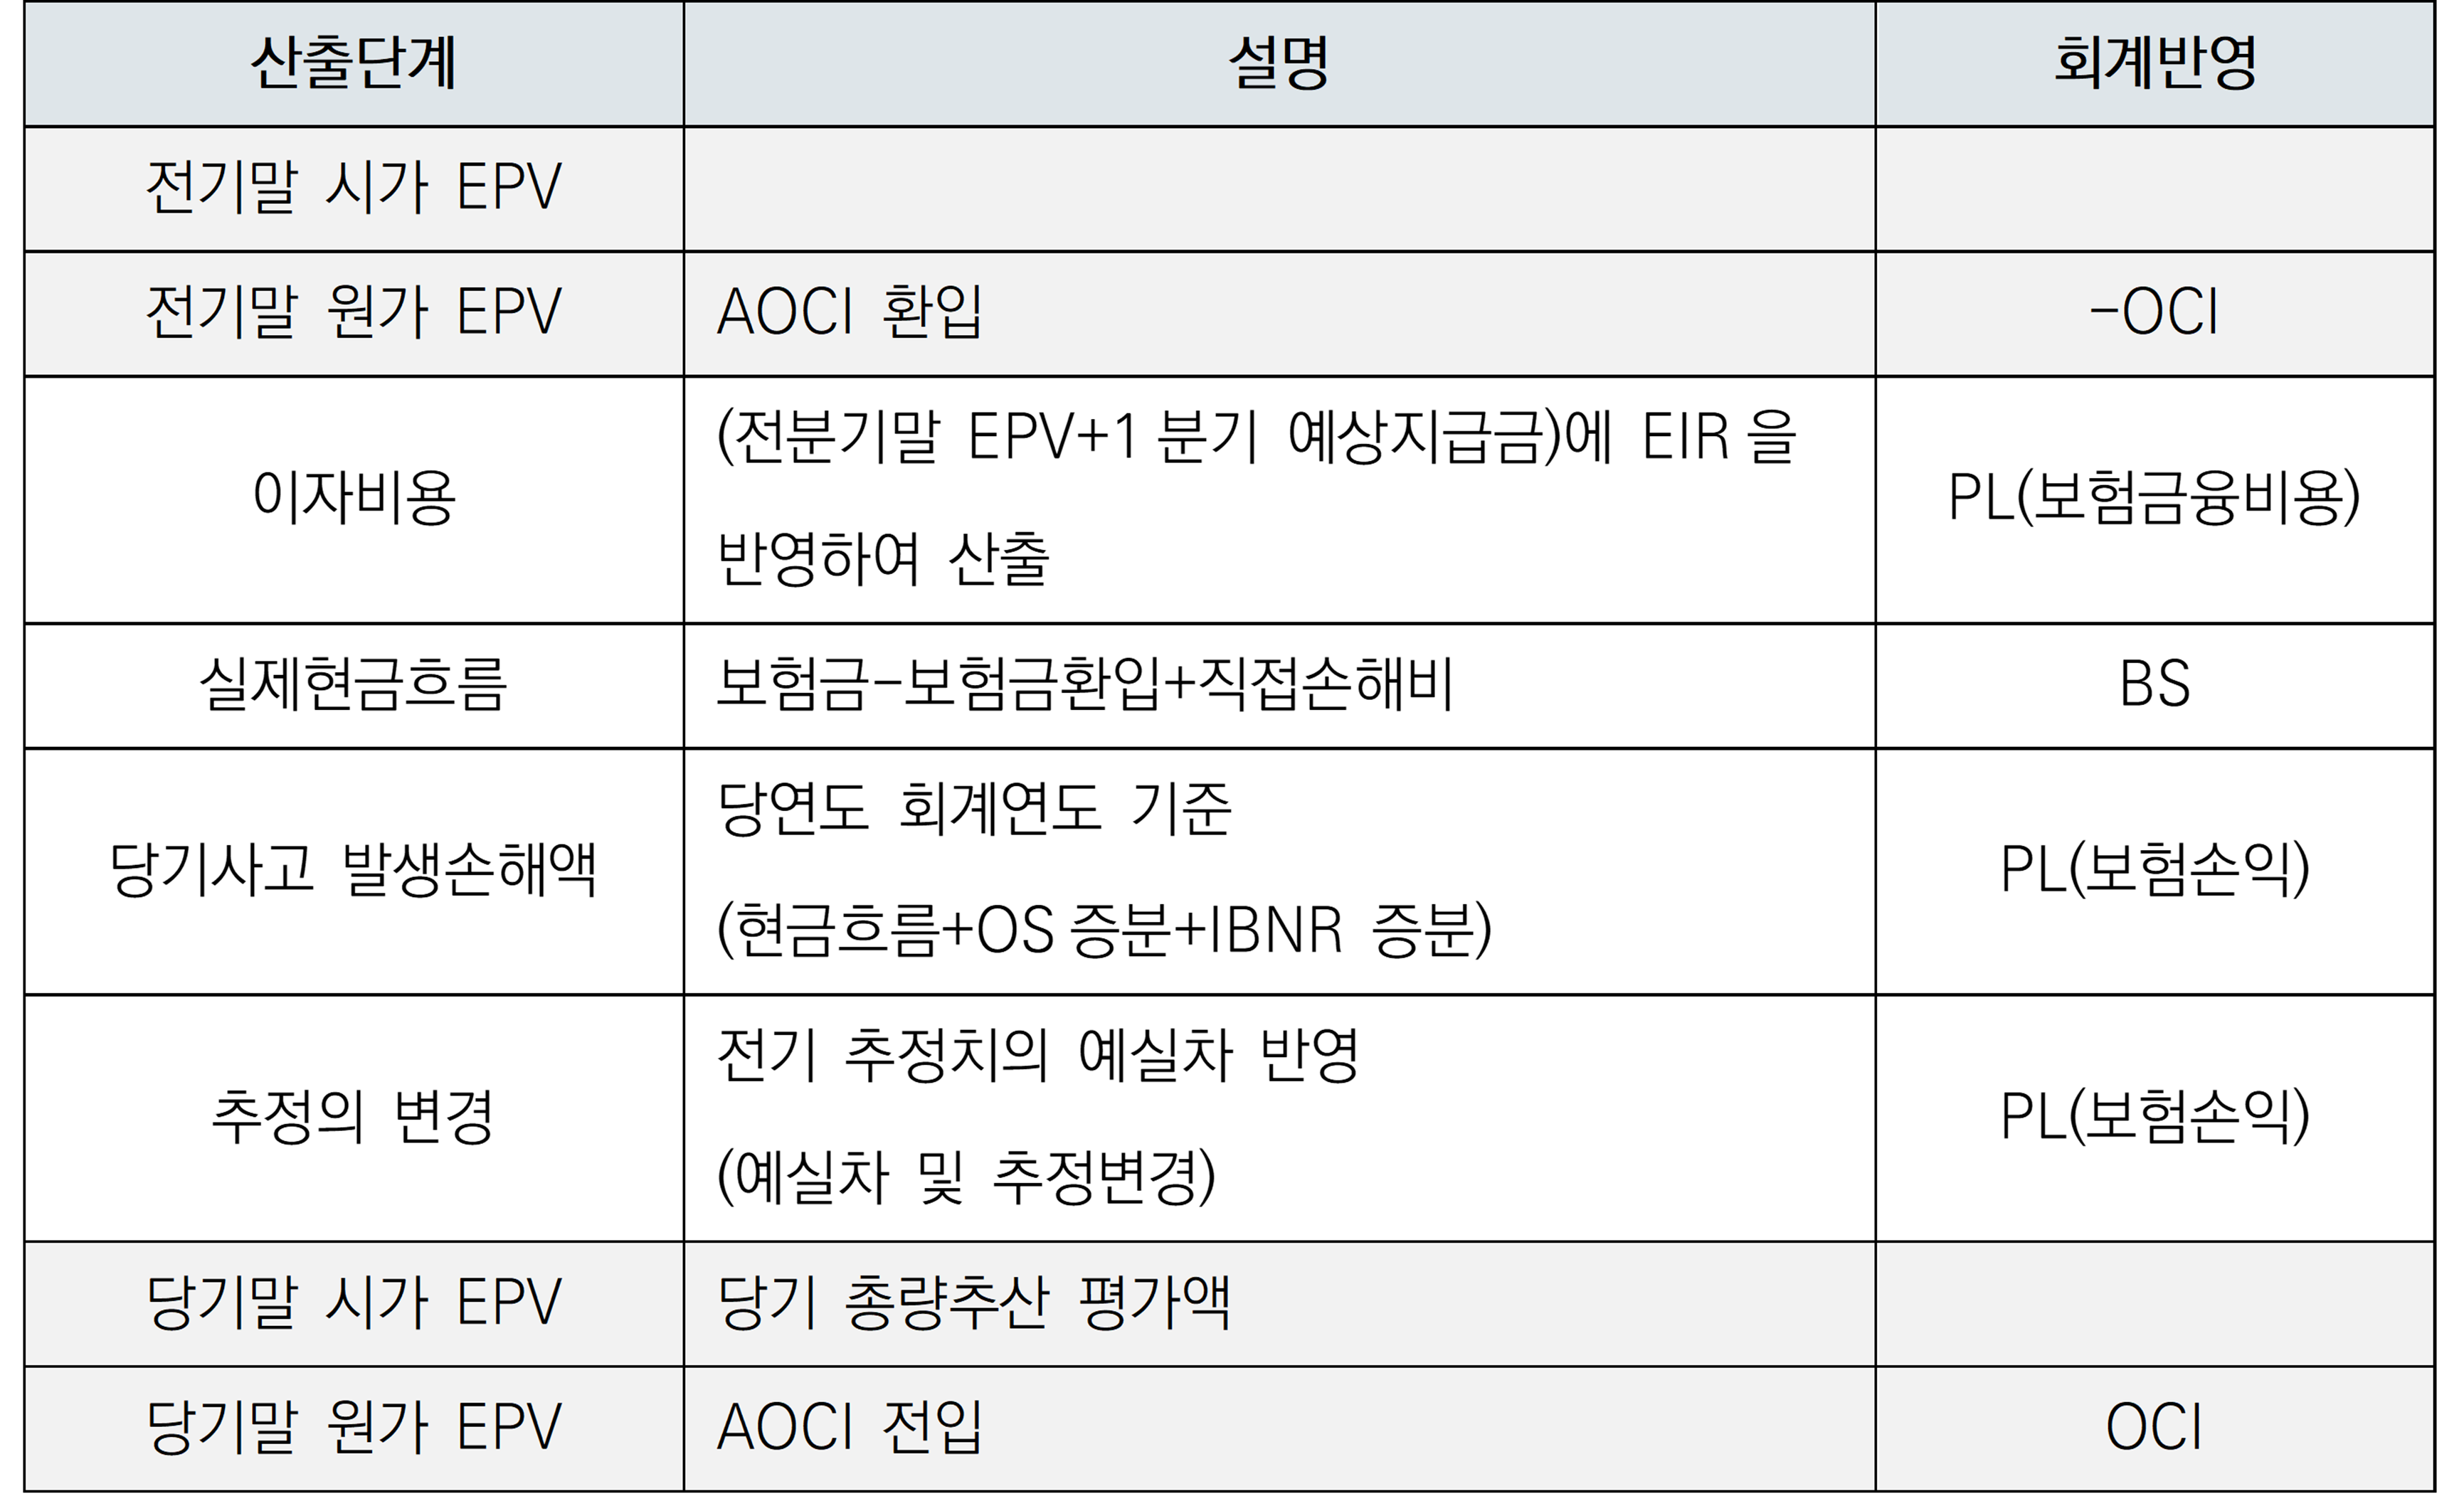 산출단계 설명 회계반영
전기말 시가 EPV
전기말 원가 EPV AOCI 환입 -OCI
이자비용 (전분기말 EPV+1분기 예상지급금)에 EIR을
반영하여 산출 PL(보험금융비용)
실제현금흐름 보험금-보험금환입+직접손해비 BS
당기사고 발생손해액 당연도 회계연도 기준
(현금흐름+OS증분+IBNR 증분) PL(보험손익)
추정의 변경 전기 추정치의 예실차 반영
(예실차 및 추정변경) PL(보험손익)
당기말 시가 EPV 당기 총량추산 평가액
당기말 원가 EPV AOCI 전입 OCI